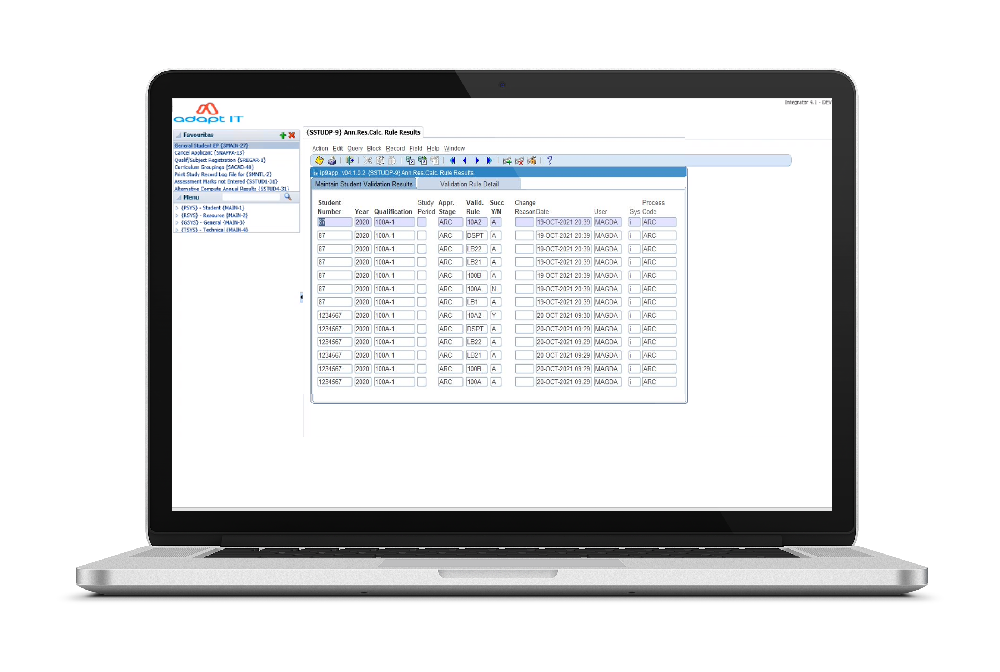 Integrator 4.1 - DEV
adapt IT
Favourites
General Student EP {SMAIN-27}
Cancel Applicant {SNAPPA-13}
Qualif/Subject Registration {SREGAR-1}
Curriculum Groupings {SACAD-40}
Print Study Record Log File for {SMNTL-2}
Assessment Marks not Entered {SSTUD1-31}
Alternative Compute Annual Results {SSTUD4-31}
Menu
{PSYS} - Student {MAIN-1}
{RSYS} - Resource {MAIN-2}
{GSYS} - General {MAIN-3}
{TSYS} - Technical {MAIN-4}
{SSTUDP-9} Ann.Res.Calc. Rule Results
Action Edit Query Block Record Field Help Window
ip9app : v04.1.0.2 {SSTUDP-9} Ann.Res.Calc. Rule Results
Maintain Student Validation Results Validation Rule Detail
Student Study Appr. Valid. Succ Change Process
Number Year Qualification Period Stage Rule Y/N Reason Date User Sys Code
87 2020 100A-1 ARC 10A2 A 19-OCT-2021 20:39 MAGDA i ARC
87 2020 100A-1 ARC DSPT A 19-OCT-2021 20:39 MAGDA i ARC
87 2020 100A-1 ARC LB22 A 19-OCT-2021 20:39 MAGDA i ARC
87 2020 100A-1 ARC LB21 A 19-OCT-2021 20:39 MAGDA i ARC
87 2020 100A-1 ARC 100B A 19-OCT-2021 20:39 MAGDA i ARC
87 2020 100A-1 ARC 100A N 19-OCT-2021 20:39 MAGDA i ARC
87 2020 100A-1 ARC LB1 A 19-OCT-2021 20:39 MAGDA i ARC
1234567 2020 100A-1 ARC 10A2 Y 20-OCT-2021 09:30 MAGDA i ARC
1234567 2020 100A-1 ARC DSPT A 20-OCT-2021 09:29 MAGDA i ARC
1234567 2020 100A-1 ARC LB22 A 20-OCT-2021 09:29 MAGDA i ARC
1234567 2020 100A-1 ARC LB21 A 20-OCT-2021 09:29 MAGDA i ARC
1234567 2020 100A-1 ARC 100B A 20-OCT-2021 09:29 MAGDA i ARC
1234567 2020 100A-1 ARC 100A A 20-OCT-2021 09:29 MAGDA i ARC